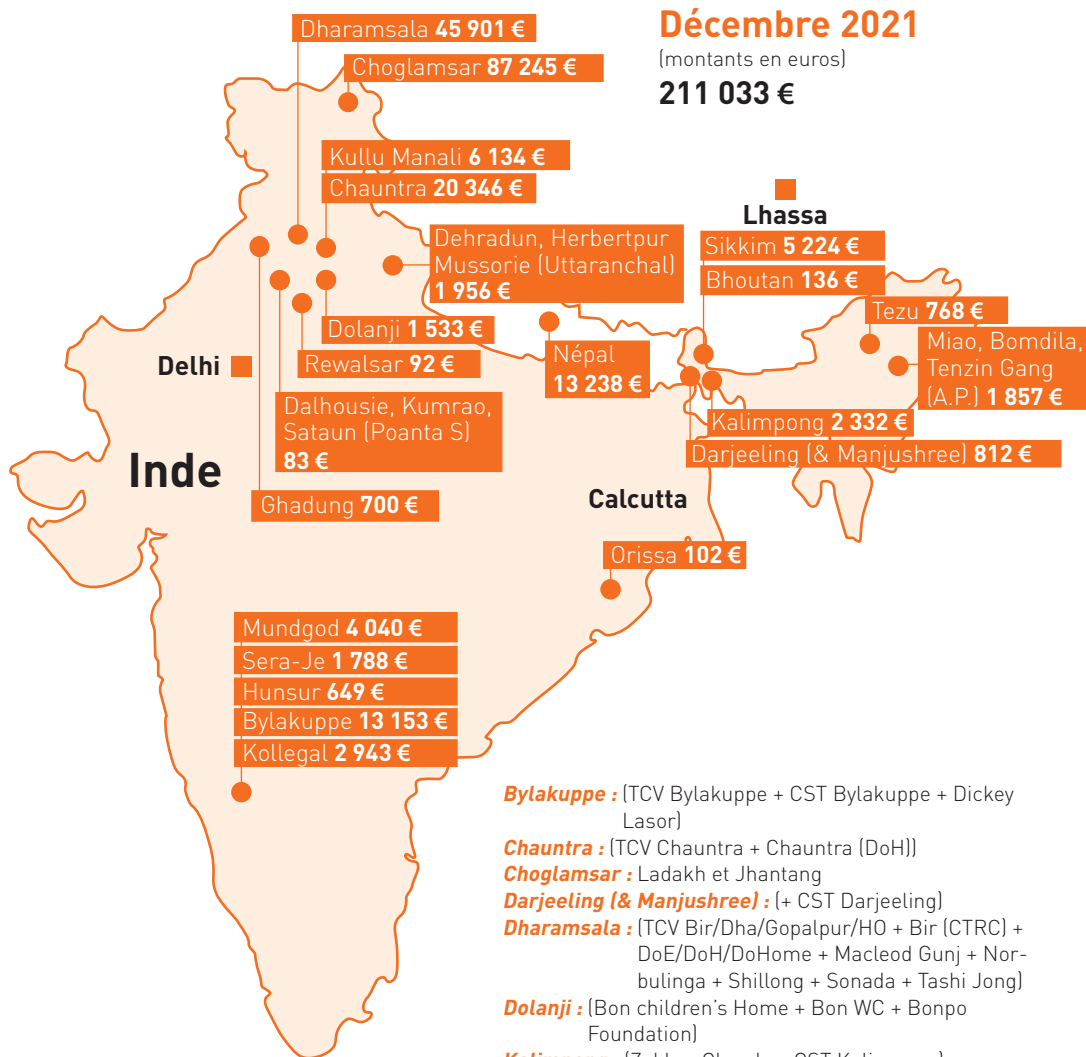 Décembre 2021
(montants en euros)
211 033 €
Dharamsala 45 901 €
Choglamsar 87 245 €
Kullu Manali 6 134 €
Chauntra 20 346 €
Lhassa
Dehradun, Herbertpur
Mussorie (Uttaranchal)
1 956 €
Sikkim 5 224 €
Bhoutan 136 €
Tezu 768 €
Miao, Bomdila,
Tenzin Gang
(A.P.) 1 857 €
Dolanji 1 533 €
Rewalsar 92 €
Népal
13 238 €
Delhi
Dalhousie, Kumrao,
Sataun (Poanta S)
83 €
Kalimpong 2 332 €
Darjeeling (& Manjushree) 812 €
Inde
Ghadung 700 €
Calcutta
Orissa 102 €
Mundgod 4 040 €
Sera-Je 1 788 €
Hunsur 649 €
Bylakuppe 13 153 €
Kollegal 2 943 €
Bylakuppe : (TCV Bylakuppe + CST Bylakuppe + Dickey
Lasor)
Chauntra : (TCV Chauntra + Chauntra (DoH))
Choglamsar : Ladakh et Jhantang
Darjeeling (& Manjushree) : (+ CST Darjeeling)
Dharamsala : (TCV Bir/Dha/Gopalpur/HO + Bir (CTRC) +
DoE/DoH/DoHome + Macleod Gunj + Nor-
bulinga + Shillong + Sonada + Tashi Jong)
Dolanji : (Bon children's Home + Bon WC + Bonpo
Foundation)